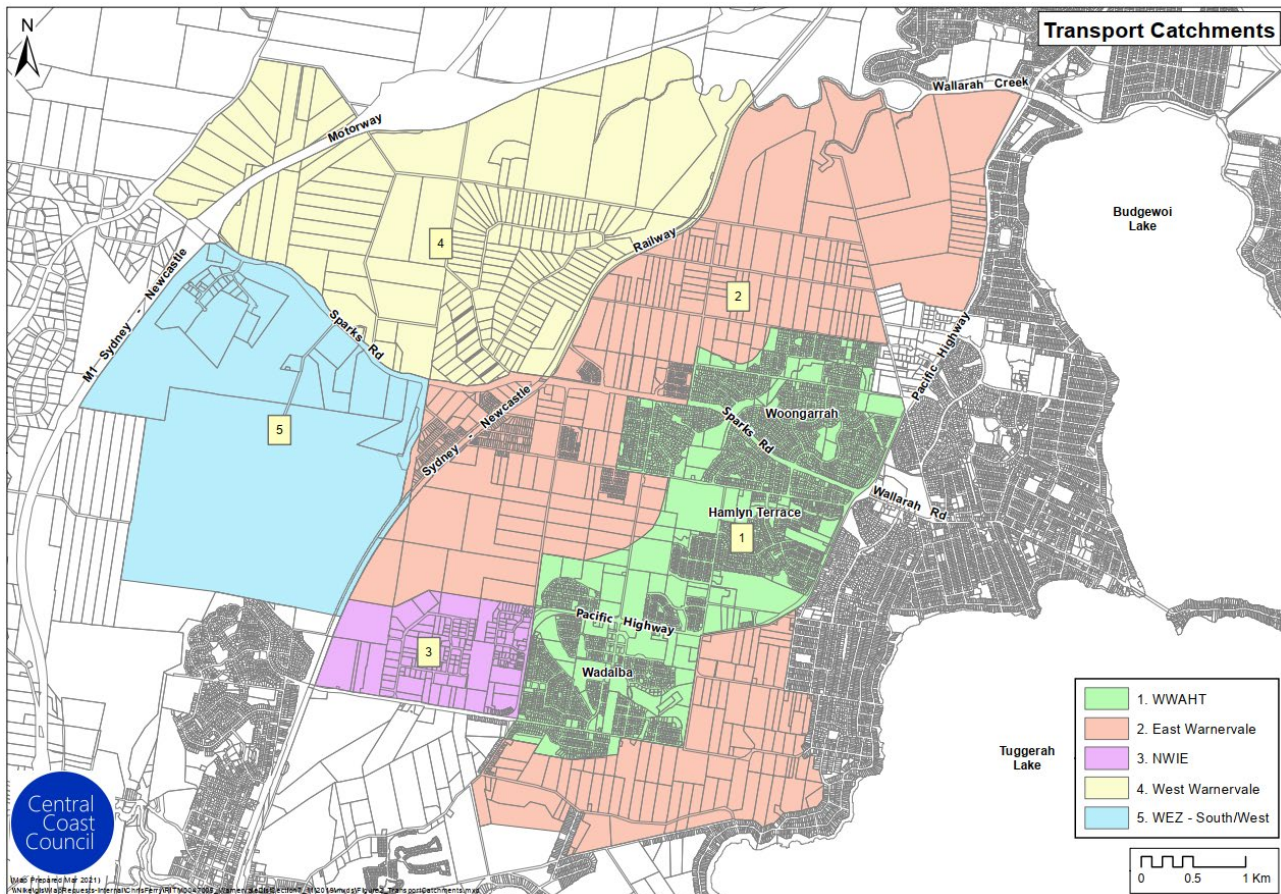 Transport Catchments
N
Wallarah Creek
Motorway
Budgewoi
Lake
4
Railway
2
M1 Sydney - Newcastle
Sparks Rd
Pacific Highway
Woongarrah
Sparks Rd
5
Sydney - Newcastle
Wallarah Rd
Hamlyn Terrace
1
Pacific Highway
3
Wadalba
Tuggerah
Lake
1. WWAHT
2. East Warnervale
3. NWIE
4. West Warnervale
5. WEZ - South/West
Central
Coast
Council
0 0.5 1 Km
(Map Prepared Mar 2021)